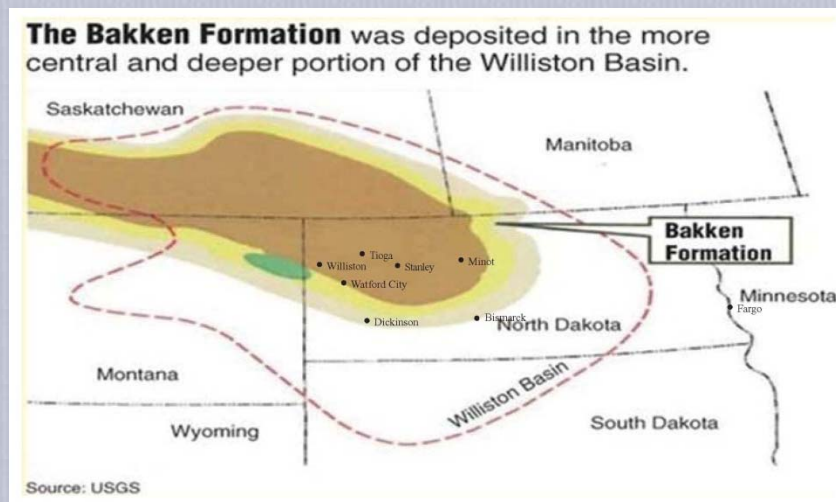 The Bakken Formation was deposited in the more
central and deeper portion of the Williston Basin.
Saskatchewan
Manitoba
Bakken
Formation
Tioga
Williston
Stanley
Minot
Watford City
Minnesota
Fargo
Dickinson
Bismarck
North Dakota
Montana
Williston Basin
Wyoming
South Dakota
Source: USGS